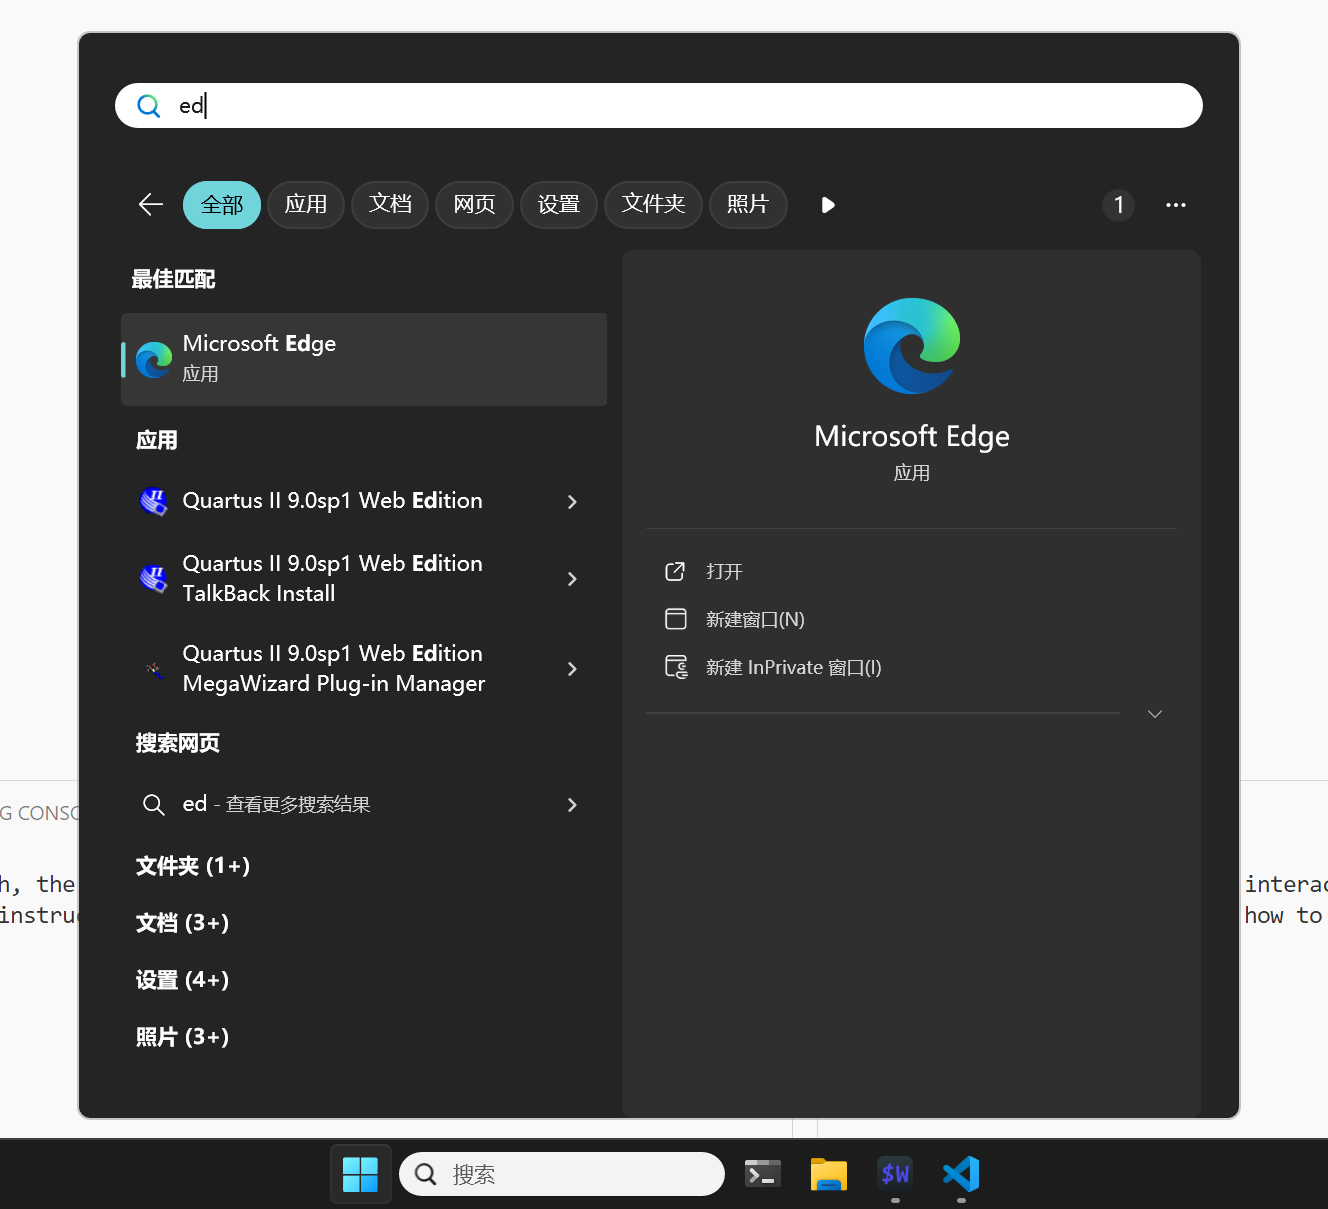 ed
全部 应用 文档 网页 设置 文件夹 照片 1
最佳匹配
Microsoft Edge
应用
应用
Quartus II 9.0sp1 Web Edition
Quartus II 9.0sp1 Web Edition
TalkBack Install
Quartus II 9.0sp1 Web Edition
MegaWizard Plug-in Manager
搜索网页
ed - 查看更多搜索结果
文件夹 (1+)
文档 (3+)
设置 (4+)
照片 (3+)
Microsoft Edge
应用
打开
新建窗口(N)
新建 InPrivate 窗口(I)
G CONSO
h, the
instru
interac
how to
搜索
$W